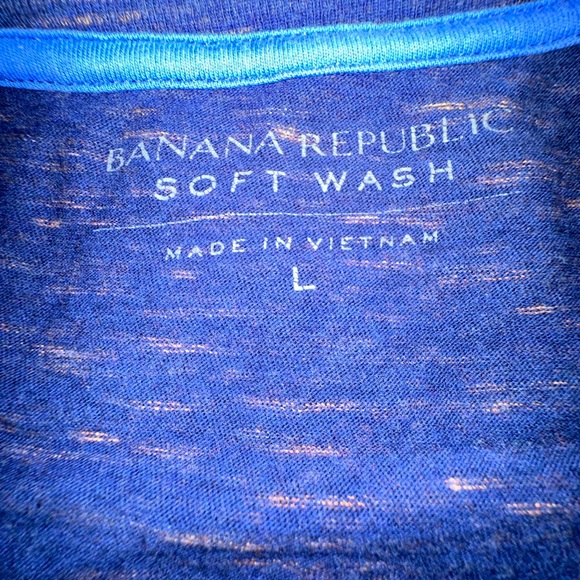 BANANA REPUBLIC
SOFT WASH
MADE IN VIETNAM
L